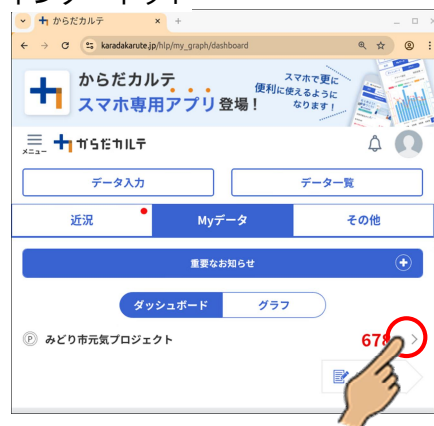 からだカルテ
karadakarute.jp/hlp/my_graph/dashboard
からだカルテ
スマホ専用アプリ登場！
スマホで更に
便利に使えるように
なります！
メニュー
からだカルテ
データ入力
データ一覧
近況
Myデータ
その他
重要なお知らせ
ダッシュボード
グラフ
P みどり市元気プロジェクト
678